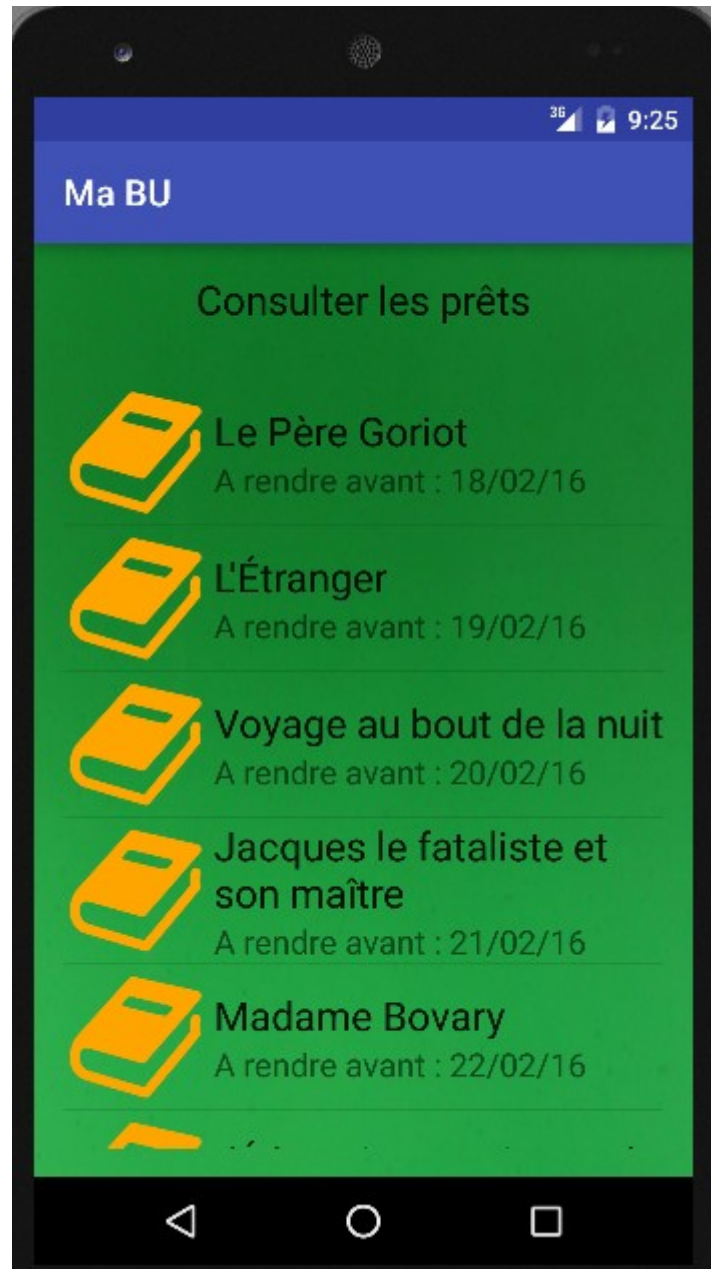 3G 9:25
Ma BU
Consulter les prêts
Le Père Goriot
A rendre avant : 18/02/16
L'Étranger
A rendre avant : 19/02/16
Voyage au bout de la nuit
A rendre avant : 20/02/16
Jacques le fataliste et
son maître
A rendre avant : 21/02/16
Madame Bovary
A rendre avant : 22/02/16